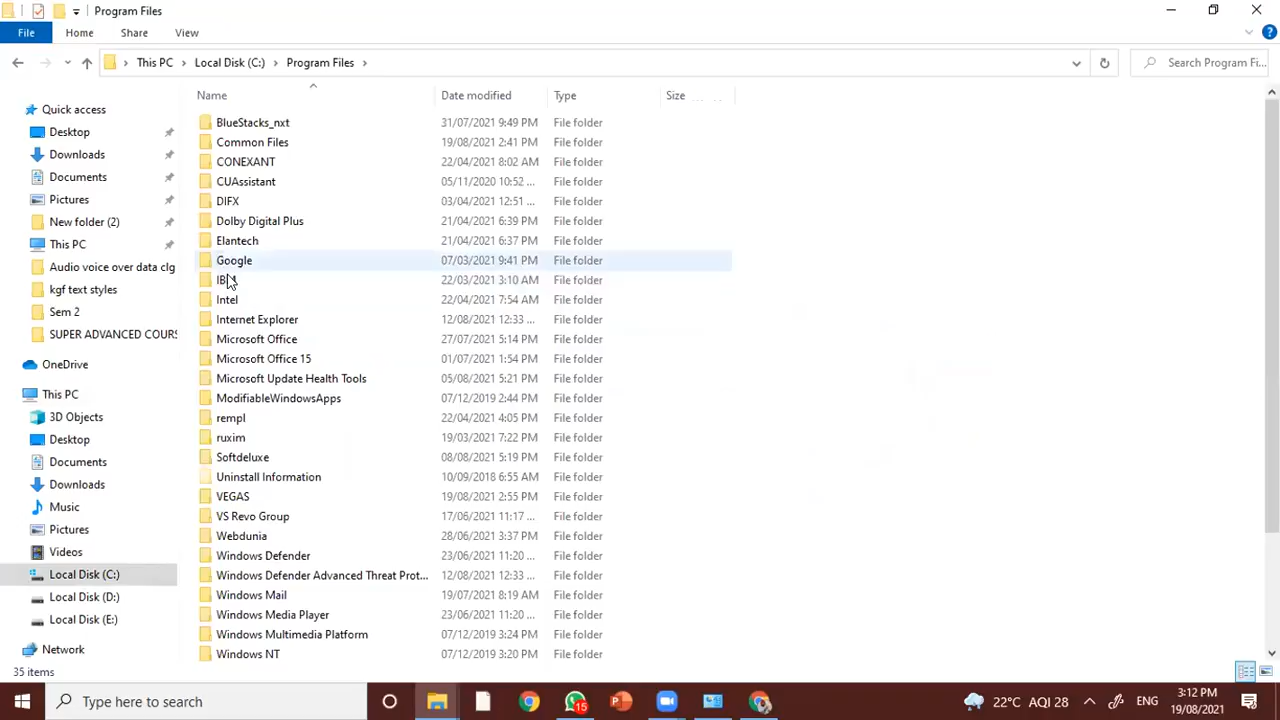 Program Files
File Home Share View
This PC Local Disk (C:) Program Files Search Program Fi...
Name Date modified Type Size
Quick access
Desktop
Downloads
Documents
Pictures
New folder (2)
This PC
Audio voice over data clg
kgf text styles
Sem 2
SUPER ADVANCED COURS
OneDrive
This PC
3D Objects
Desktop
Documents
Downloads
Music
Pictures
Videos
Local Disk (C:)
Local Disk (D:)
Local Disk (E:)
Network
BlueStacks_nxt 31/07/2021 9:49 PM File folder
Common Files 19/08/2021 2:41 PM File folder
CONEXANT 22/04/2021 8:02 AM File folder
CUAssistant 05/11/2020 10:52 ... File folder
DIFX 03/04/2021 12:51 ... File folder
Dolby Digital Plus 21/04/2021 6:39 PM File folder
Elantech 21/04/2021 6:37 PM File folder
Google 07/03/2021 9:41 PM File folder
22/03/2021 3:10 AM File folder
Intel 22/04/2021 7:54 AM File folder
Internet Explorer 12/08/2021 12:33 ... File folder
Microsoft Office 27/07/2021 5:14 PM File folder
Microsoft Office 15 01/07/2021 1:54 PM File folder
Microsoft Update Health Tools 05/08/2021 5:21 PM File folder
ModifiableWindowsApps 07/12/2019 2:44 PM File folder
rempl 22/04/2021 4:05 PM File folder
ruxim 19/03/2021 7:22 PM File folder
Softdeluxe 08/08/2021 5:19 PM File folder
Uninstall Information 10/09/2018 6:55 AM File folder
VEGAS 19/08/2021 2:55 PM File folder
VS Revo Group 17/06/2021 11:17 ... File folder
Webdunia 28/06/2021 3:37 PM File folder
Windows Defender 23/06/2021 11:20 ... File folder
Windows Defender Advanced Threat Prot... 12/08/2021 12:33 ... File folder
Windows Mail 19/07/2021 8:19 AM File folder
Windows Media Player 23/06/2021 11:20 ... File folder
Windows Multimedia Platform 07/12/2019 3:24 PM File folder
Windows NT 07/12/2019 3:20 PM File folder
35 items
Type here to search 15 22°C AQI 28 ENG 3:12 PM
19/08/2021